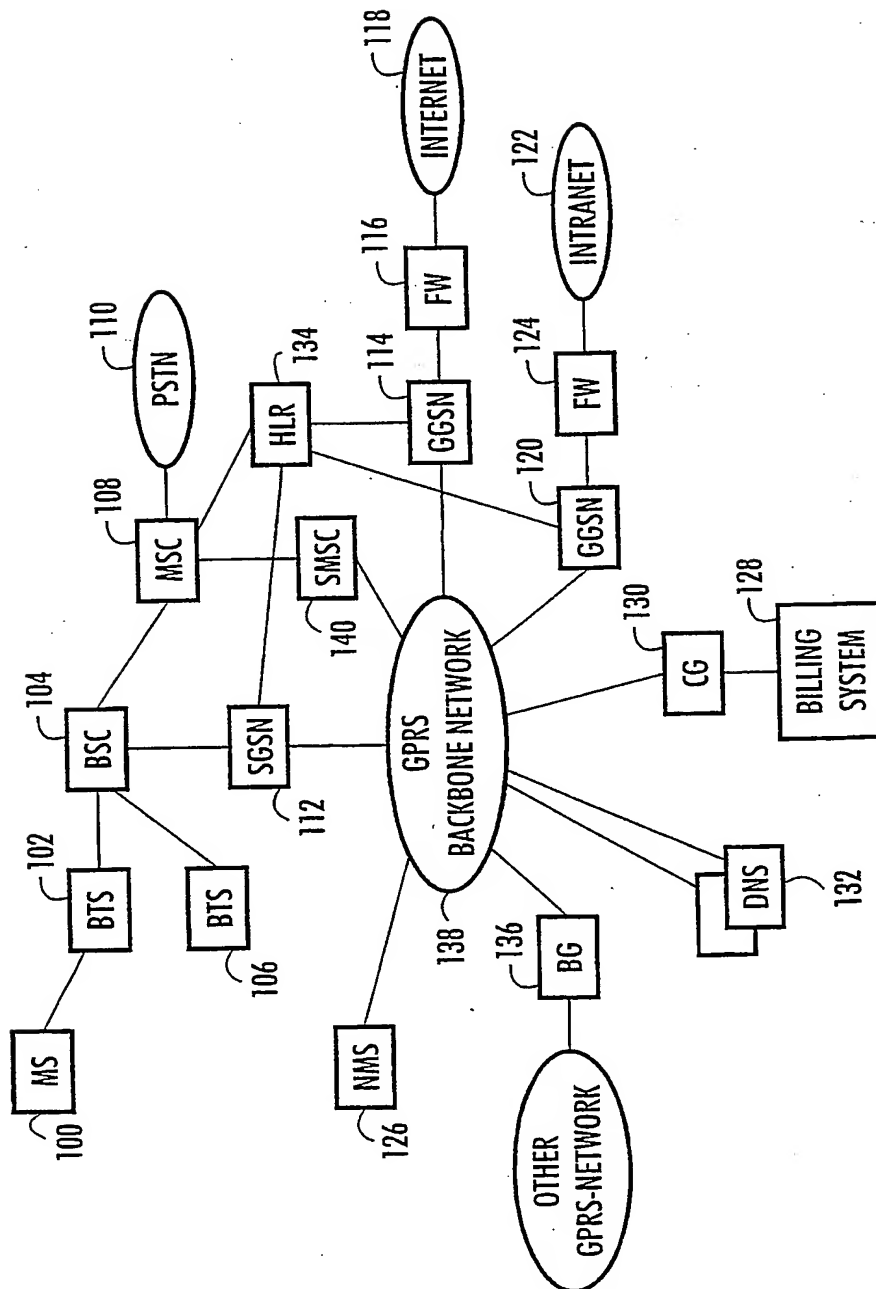 MS
100
BTS
102
BTS
106
BSC
104
MSC
108
PSTN
110
SGSN
112
SMSC
140
HLR
134
GGSN
114
FW
116
INTERNET
118
GGSN
120
FW
124
INTRANET
122
NMS
126
GPRS
BACKBONE NETWORK
138
BG
136
OTHER
GPRS-NETWORK
DNS
132
CG
130
BILLING
SYSTEM
128